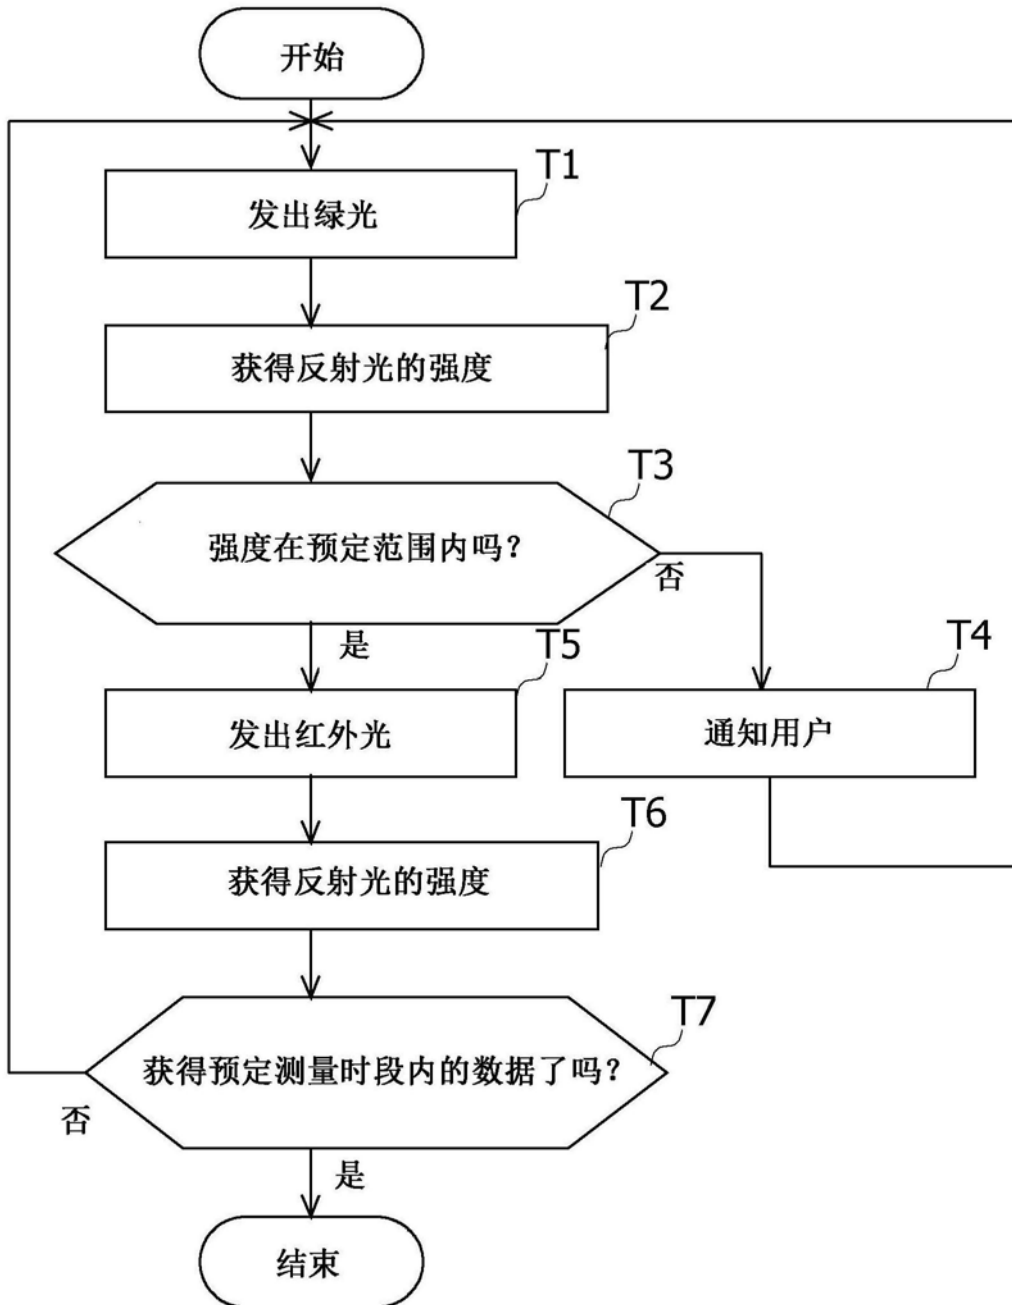 开始
T1
发出绿光
T2
获得反射光的强度
T3
强度在预定范围内吗？
否
是
T5
T4
发出红外光
通知用户
T6
获得反射光的强度
T7
获得预定测量时段内的数据了吗？
否
是
结束